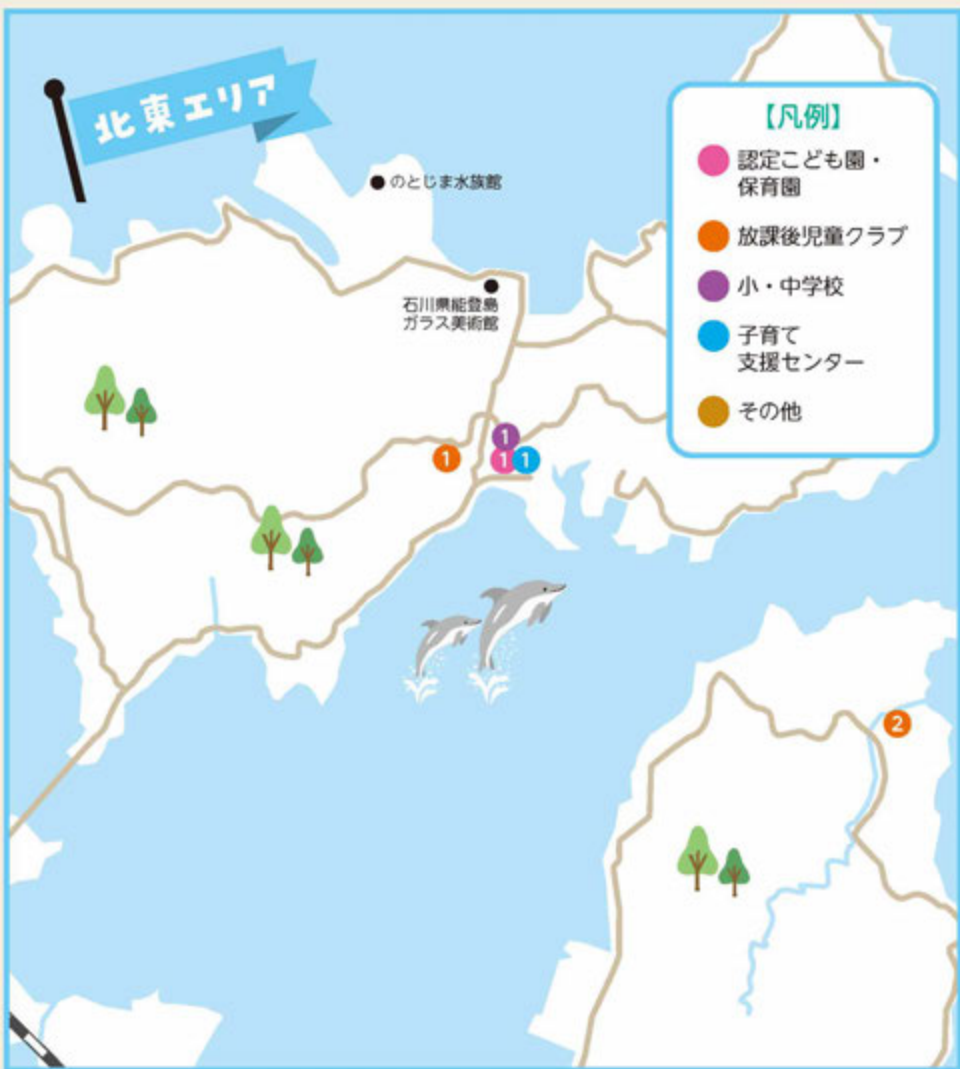 北東エリア
のとじま水族館
石川県能登島
ガラス美術館
【凡例】
認定こども園・
保育園
放課後児童クラブ
小・中学校
子育て
支援センター
その他
1
1
1
1
2